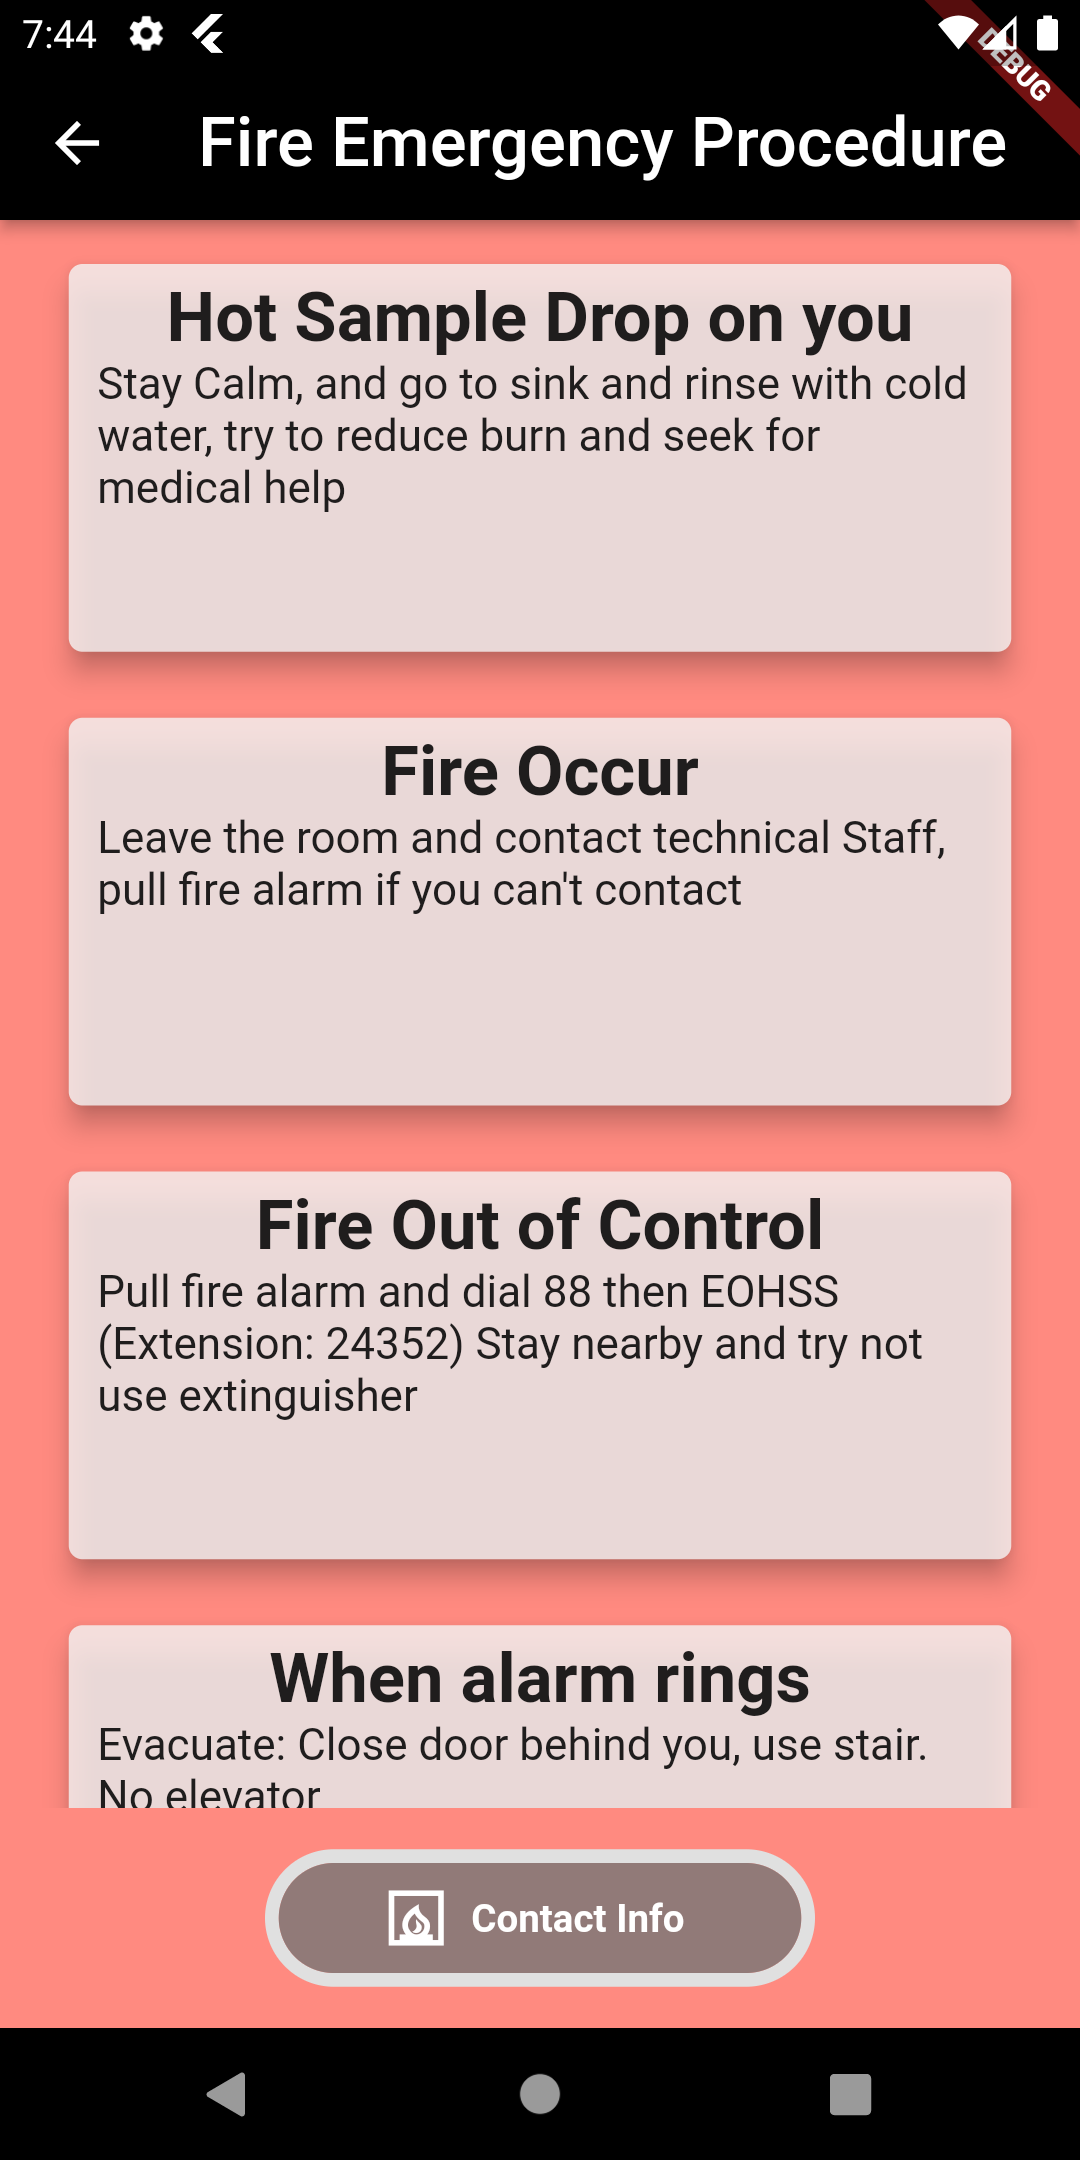 7:44
DEBUG
Fire Emergency Procedure
Hot Sample Drop on you
Stay Calm, and go to sink and rinse with cold
water, try to reduce burn and seek for
medical help
Fire Occur
Leave the room and contact technical Staff,
pull fire alarm if you can't contact
Fire Out of Control
Pull fire alarm and dial 88 then EOHSS
(Extension: 24352) Stay nearby and try not
use extinguisher
When alarm rings
Evacuate: Close door behind you, use stair.
No elevator
Contact Info